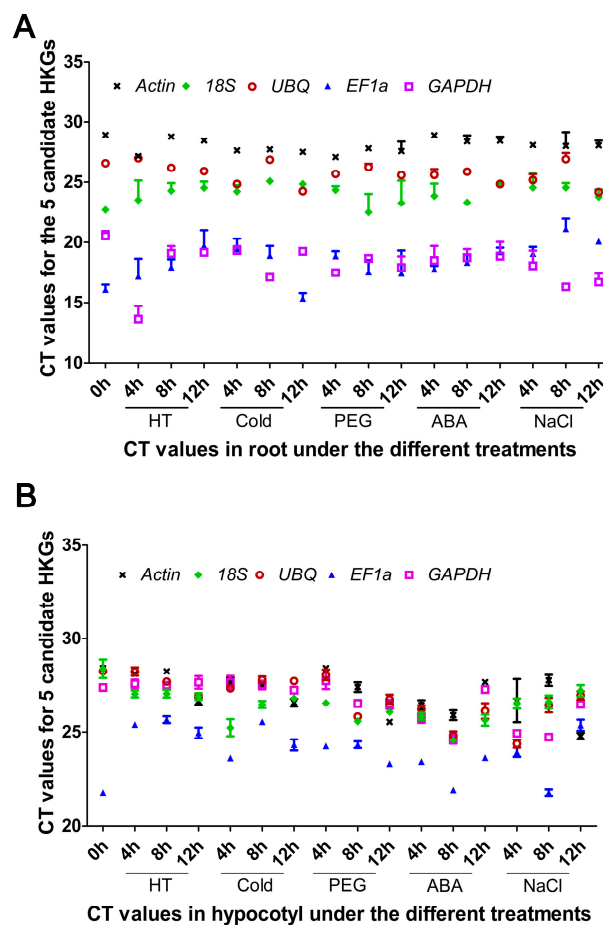 A
CT values for the 5 candidate HKGs
35
30
25
20
15
10
Actin 18S UBQ EF1a GAPDH
0h 4h 8h 12h 4h 8h 12h 4h 8h 12h 4h 8h 12h 4h 8h 12h
HT Cold PEG ABA NaCl
CT values in root under the different treatments
B
CT values for 5 candidate HKGs
35
30
25
20
Actin 18S UBQ EF1a GAPDH
0h 4h 8h 12h 4h 8h 12h 4h 8h 12h 4h 8h 12h 4h 8h 12h
HT Cold PEG ABA NaCl
CT values in hypocotyl under the different treatments